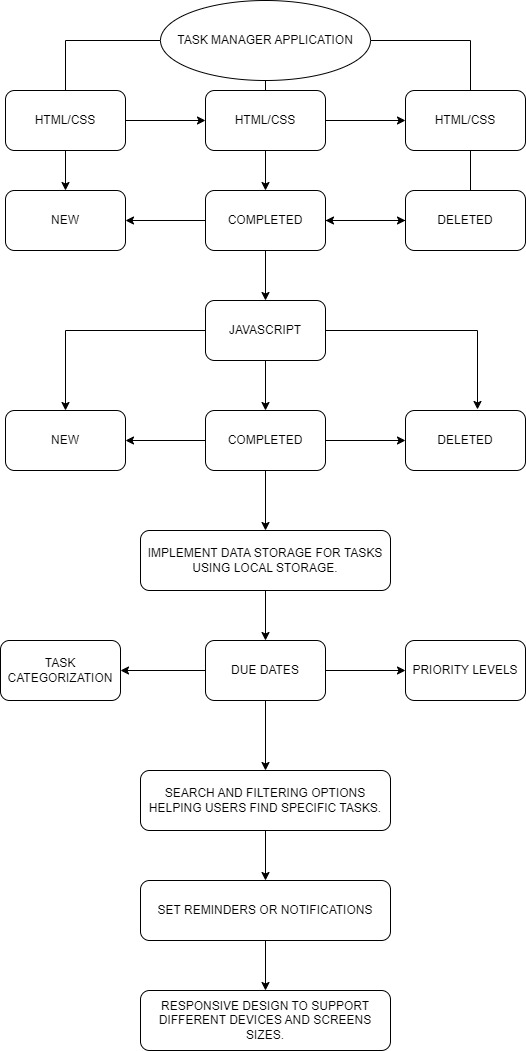 TASK MANAGER APPLICATION
HTML/CSS
HTML/CSS
HTML/CSS
NEW
COMPLETED
DELETED
JAVASCRIPT
NEW
COMPLETED
DELETED
IMPLEMENT DATA STORAGE FOR TASKS
USING LOCAL STORAGE.
TASK
CATEGORIZATION
DUE DATES
PRIORITY LEVELS
SEARCH AND FILTERING OPTIONS
HELPING USERS FIND SPECIFIC TASKS.
SET REMINDERS OR NOTIFICATIONS
RESPONSIVE DESIGN TO SUPPORT
DIFFERENT DEVICES AND SCREENS
SIZES.